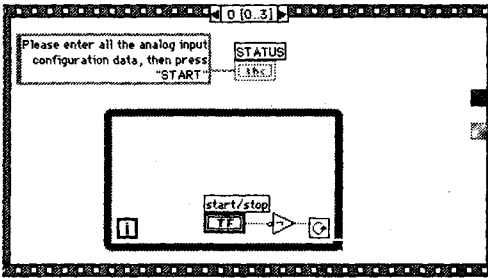 0 [0..3]
Please enter all the analog input
configuration data, then press
"START"
STATUS
abc
start/stop
TF
i